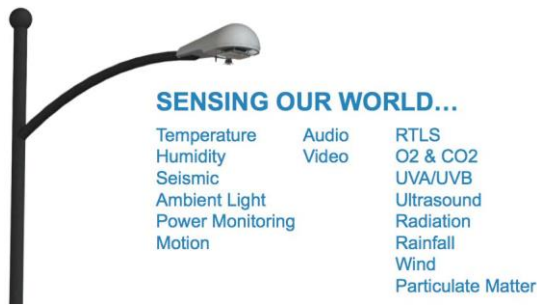 SENSING OUR WORLD...
Temperature
Humidity
Seismic
Ambient Light
Power Monitoring
Motion
Audio
Video
RTLS
O2 & CO2
UVA/UVB
Ultrasound
Radiation
Rainfall
Wind
Particulate Matter